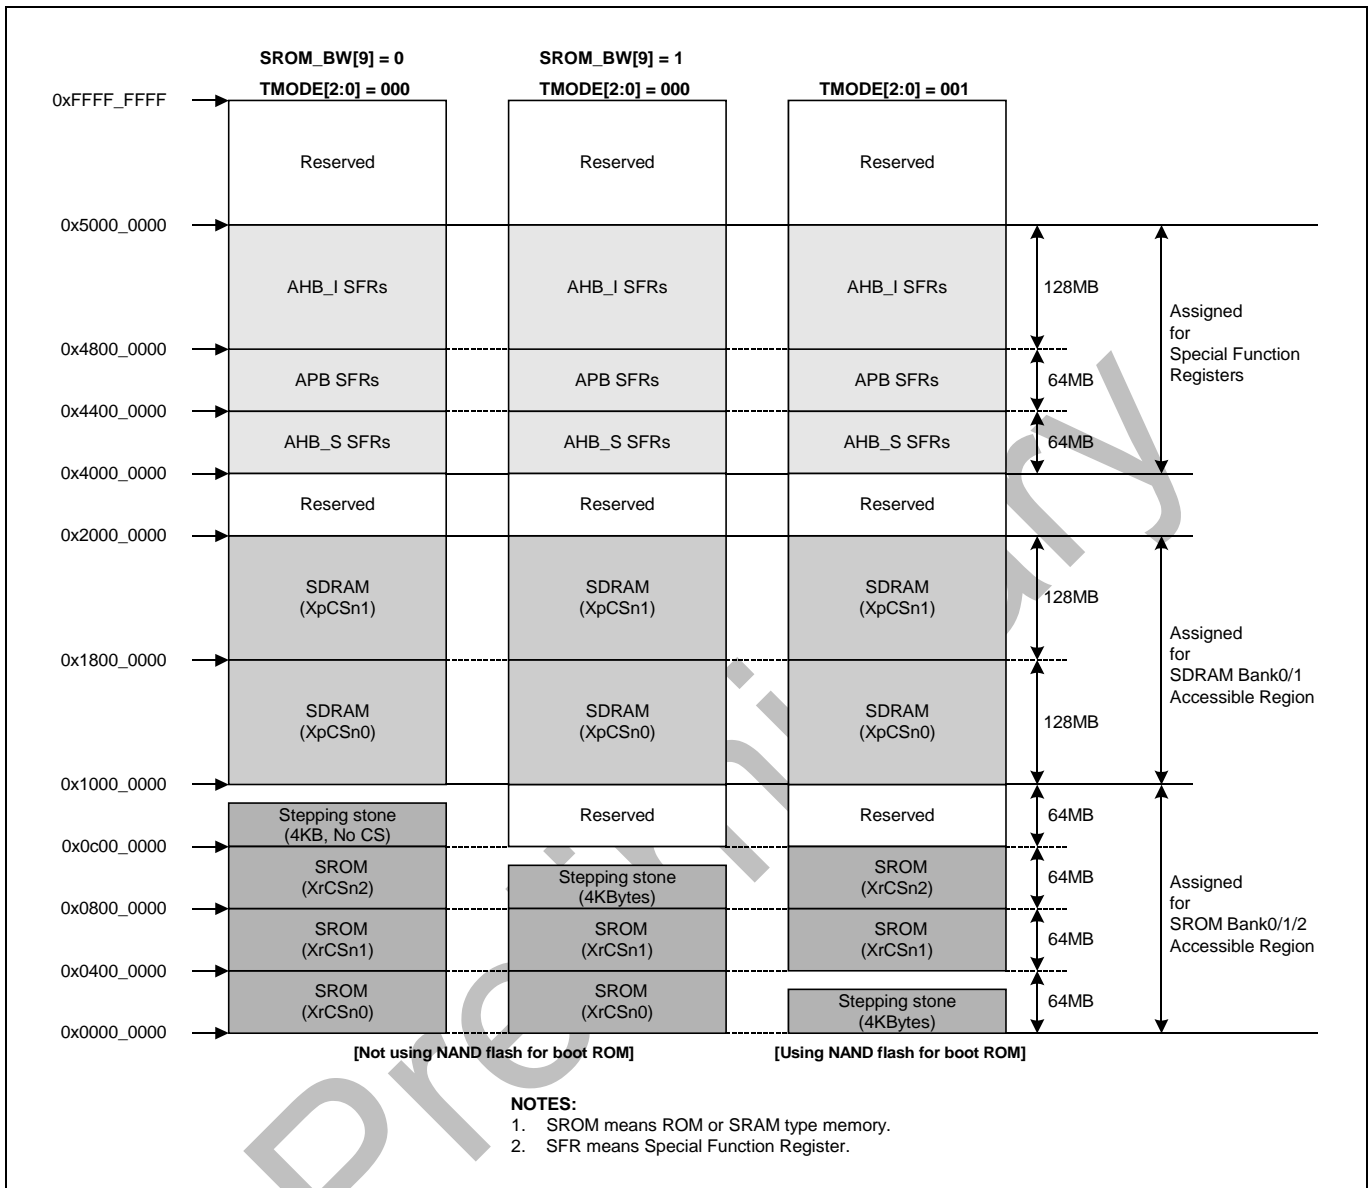 SROM_BW[9] = 0
SROM_BW[9] = 1
TMODE[2:0] = 000
TMODE[2:0] = 000
TMODE[2:0] = 001
0xFFFF_FFFF
Reserved
Reserved
Reserved
0x5000_0000
AHB_I SFRs
AHB_I SFRs
AHB_I SFRs
128MB
Assigned
for
Special Function
Registers
0x4800_0000
APB SFRs
APB SFRs
APB SFRs
64MB
0x4400_0000
AHB_S SFRs
AHB_S SFRs
AHB_S SFRs
64MB
0x4000_0000
Reserved
Reserved
Reserved
0x2000_0000
SDRAM
(XpCSn1)
SDRAM
(XpCSn1)
SDRAM
(XpCSn1)
128MB
Assigned
for
SDRAM Bank0/1
Accessible Region
0x1800_0000
SDRAM
(XpCSn0)
SDRAM
(XpCSn0)
SDRAM
(XpCSn0)
128MB
0x1000_0000
Stepping stone
(4KB, No CS)
Reserved
Reserved
64MB
0x0c00_0000
SROM
(XrCSn2)
Stepping stone
(4KBytes)
SROM
(XrCSn2)
64MB
Assigned
for
SROM Bank0/1/2
Accessible Region
0x0800_0000
SROM
(XrCSn1)
SROM
(XrCSn1)
SROM
(XrCSn1)
64MB
0x0400_0000
SROM
(XrCSn0)
SROM
(XrCSn0)
Stepping stone
(4KBytes)
64MB
0x0000_0000
[Not using NAND flash for boot ROM]
[Using NAND flash for boot ROM]
NOTES:
1. SROM means ROM or SRAM type memory.
2. SFR means Special Function Register.
Preliminary